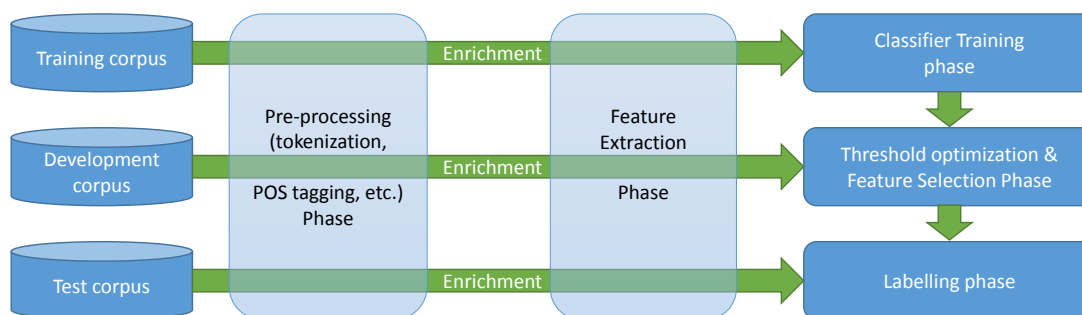 Training corpus
Enrichment
Classifier Training
phase
Pre-processing
(tokenization,
POS tagging, etc.)
Phase
Feature
Extraction
Phase
Development
corpus
Enrichment
Threshold optimization &
Feature Selection Phase
Test corpus
Enrichment
Labelling phase